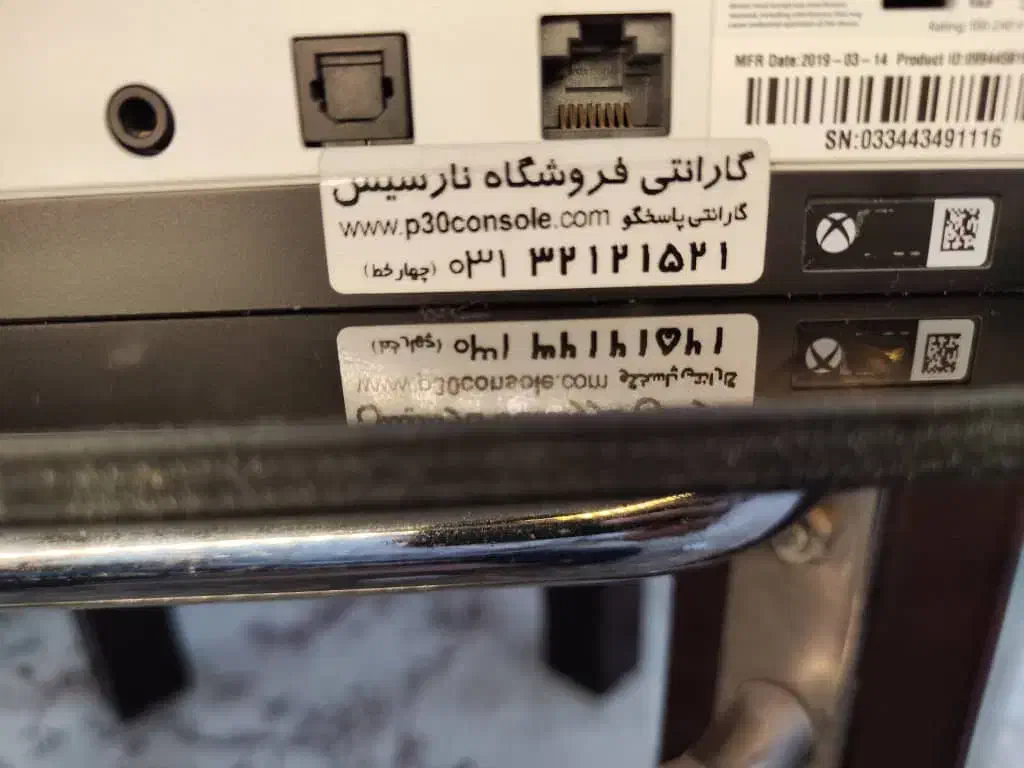 MFR Date:2019-03-14 Product ID:
SN:033443491116
گارانتی فروشگاه نارسیس
گارانتی پاسخگو www.p30console.com
۰۳۱ ۳۲۱۲۱۵۲۱ (چهار خط)